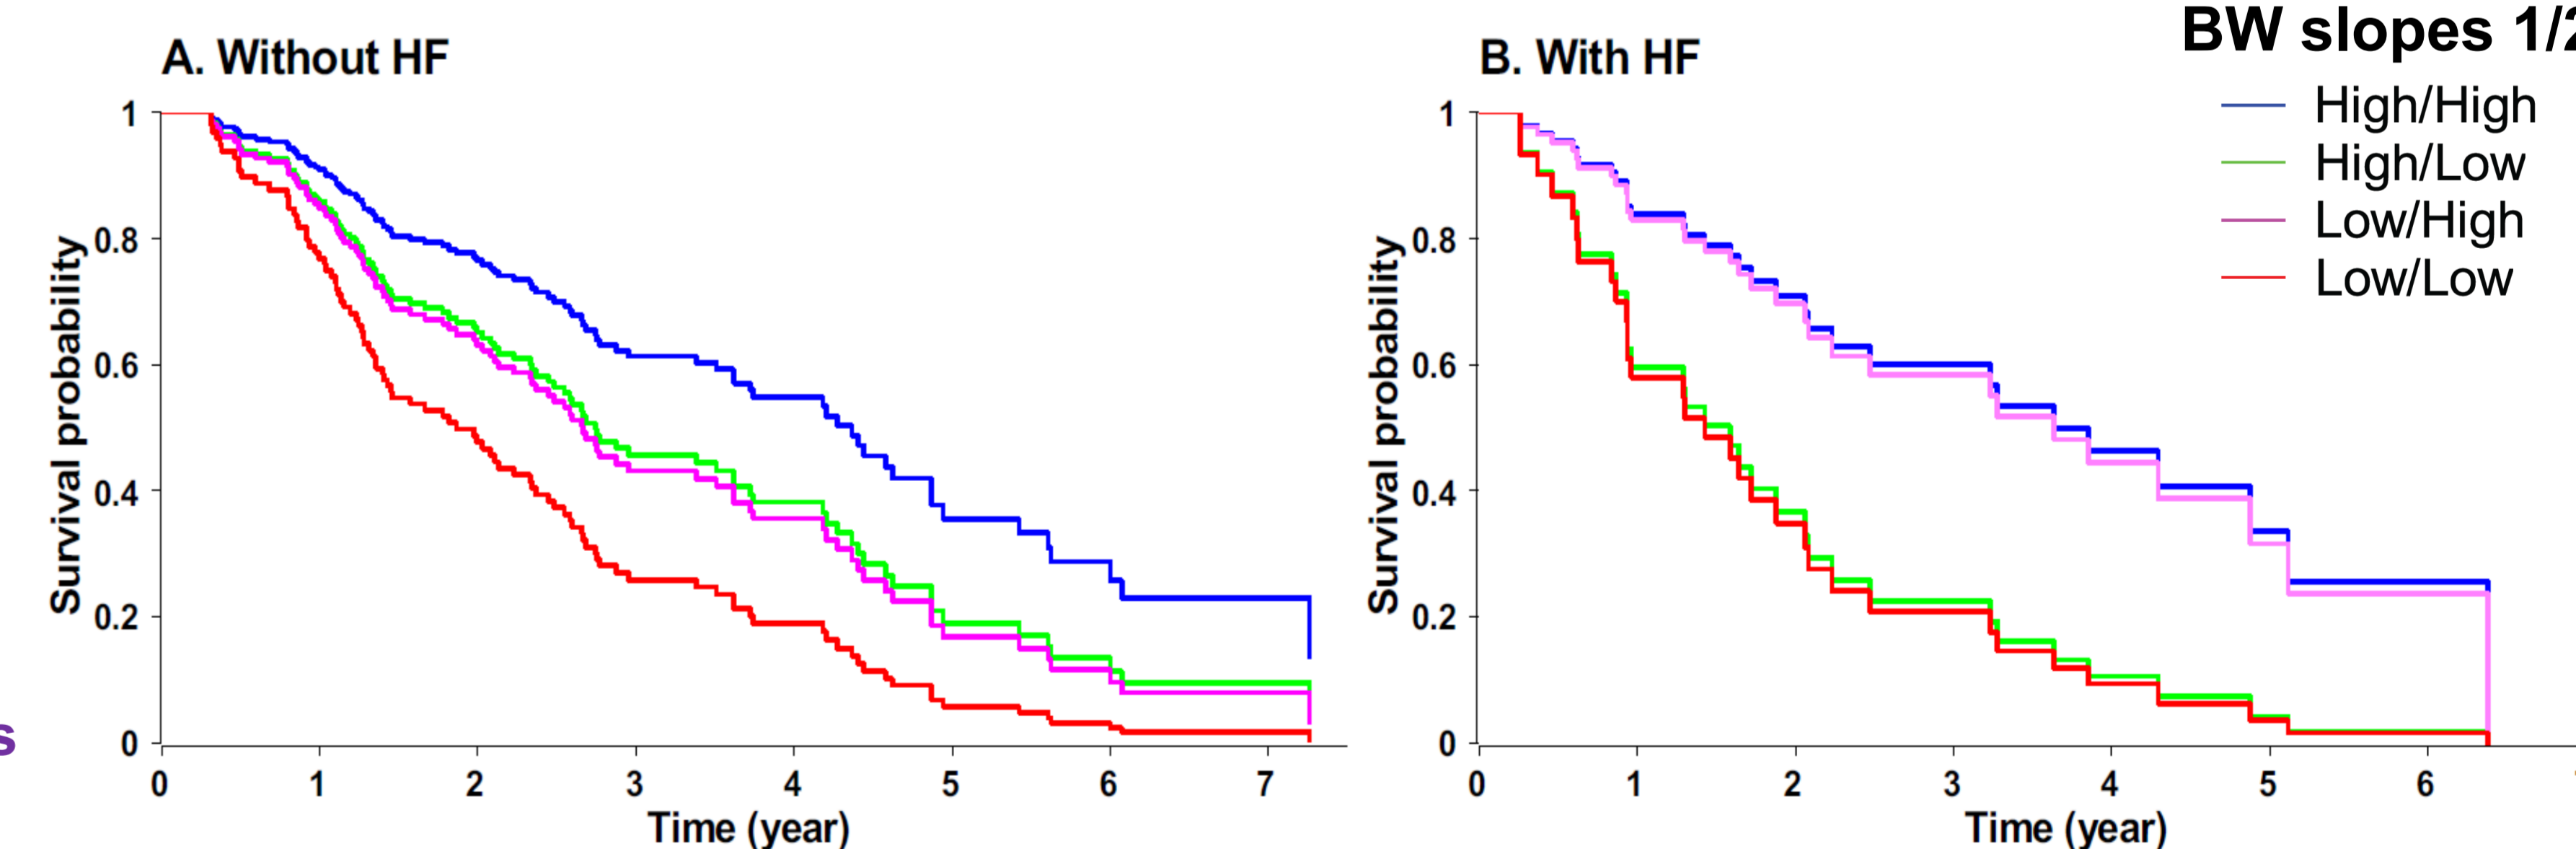 A. Without HF
B. With HF
BW slopes 1/2
High/High
High/Low
Low/High
Low/Low
Survival probability
1
0.8
0.6
0.4
0.2
0
0 1 2 3 4 5 6 7
Time (year)
Survival probability
1
0.8
0.6
0.4
0.2
0
0 1 2 3 4 5 6
Time (year)
s